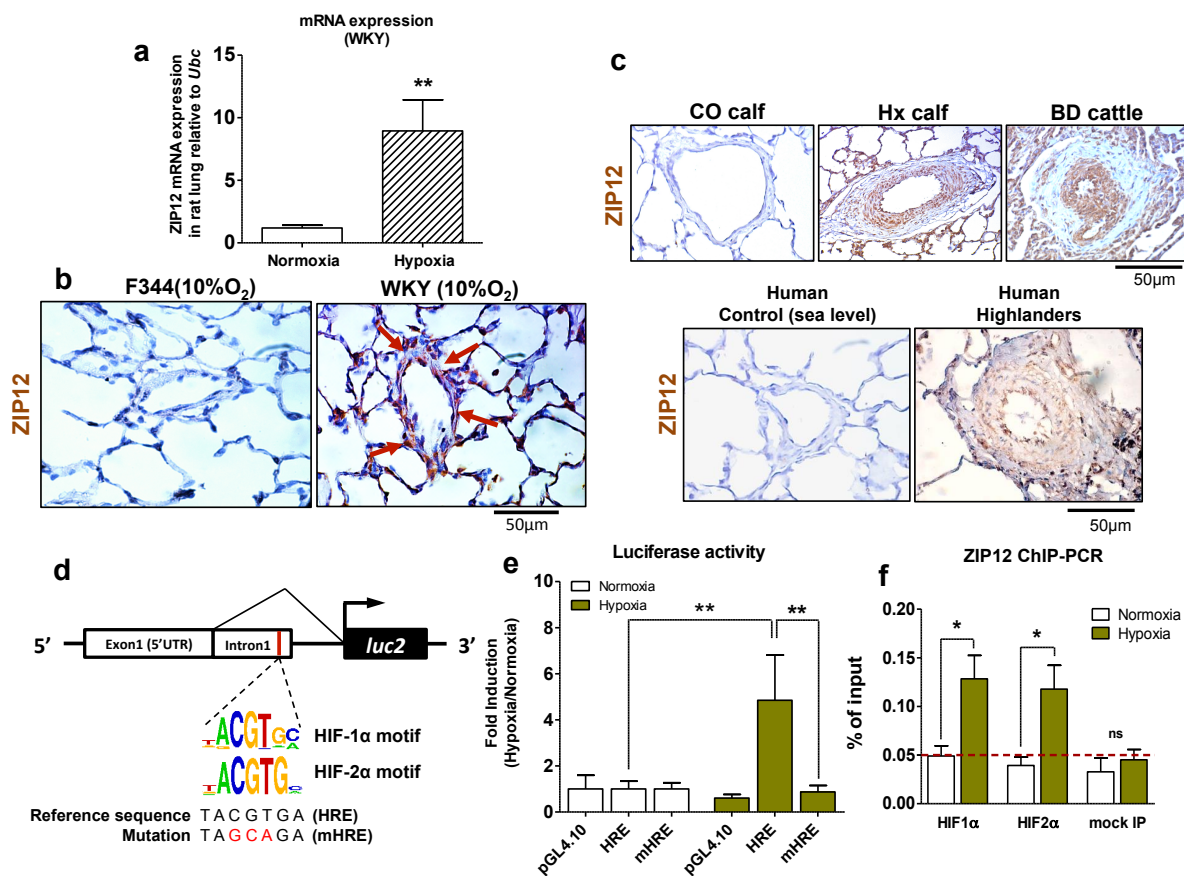 a
mRNA expression
(WKY)
ZIP12 mRNA expression
in rat lung relative to Ubc
15
10
5
0
**
Normoxia
Hypoxia
b
F344(10%O₂)
WKY (10%O₂)
ZIP12
50µm
c
CO calf
Hx calf
BD cattle
ZIP12
50µm
Human
Control (sea level)
Human
Highlanders
ZIP12
50µm
d
5’
Exon1 (5’UTR)
Intron1
luc2
3’
TACGTGC
HIF-1α motif
TACGTG
HIF-2α motif
Reference sequence TACGTGA (HRE)
Mutation TAGCAGA (mHRE)
e
Luciferase activity
Fold Induction
(Hypoxia/Normoxia)
10
8
6
4
2
0
Normoxia
Hypoxia
**
**
pGL4.10
HRE
mHRE
pGL4.10
HRE
mHRE
f
ZIP12 ChIP-PCR
% of input
0.20
0.15
0.10
0.05
0.00
Normoxia
Hypoxia
*
*
ns
HIF1α
HIF2α
mock IP